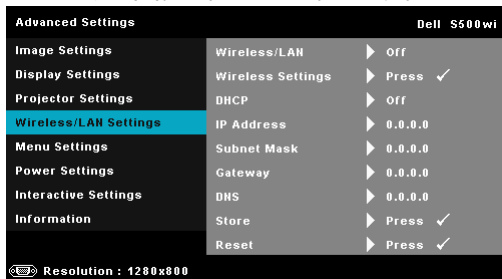 Advanced Settings Dell S500wi
Image Settings
Display Settings
Projector Settings
Wireless/LAN Settings
Menu Settings
Power Settings
Interactive Settings
Information
Wireless/LAN Off
Wireless Settings Press ✓
DHCP Off
IP Address 0.0.0.0
Subnet Mask 0.0.0.0
Gateway 0.0.0.0
DNS 0.0.0.0
Store Press ✓
Reset Press ✓
Resolution : 1280x800